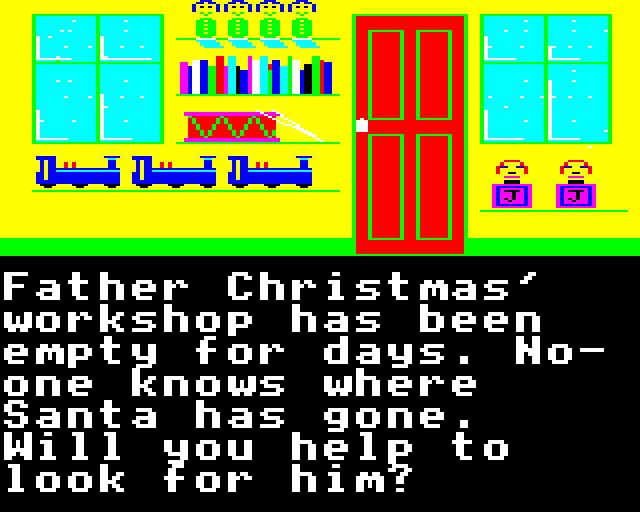 J J
Father Christmas’
workshop has been
empty for days. No-
one knows where
Santa has gone.
Will you help to
look for him?